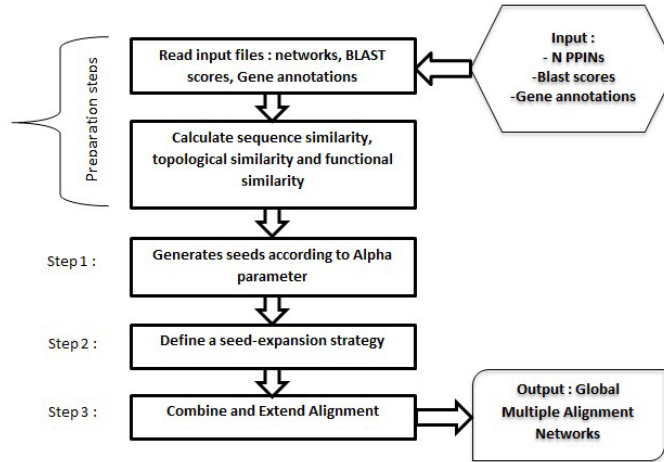 Preparation steps
Read input files : networks, BLAST
scores, Gene annotations
Input :
- N PPINs
-Blast scores
-Gene annotations
Calculate sequence similarity,
topological similarity and functional
similarity
Step 1 :
Generates seeds according to Alpha
parameter
Step 2 :
Define a seed-expansion strategy
Step 3 :
Combine and Extend Alignment
Output : Global
Multiple Alignment
Networks